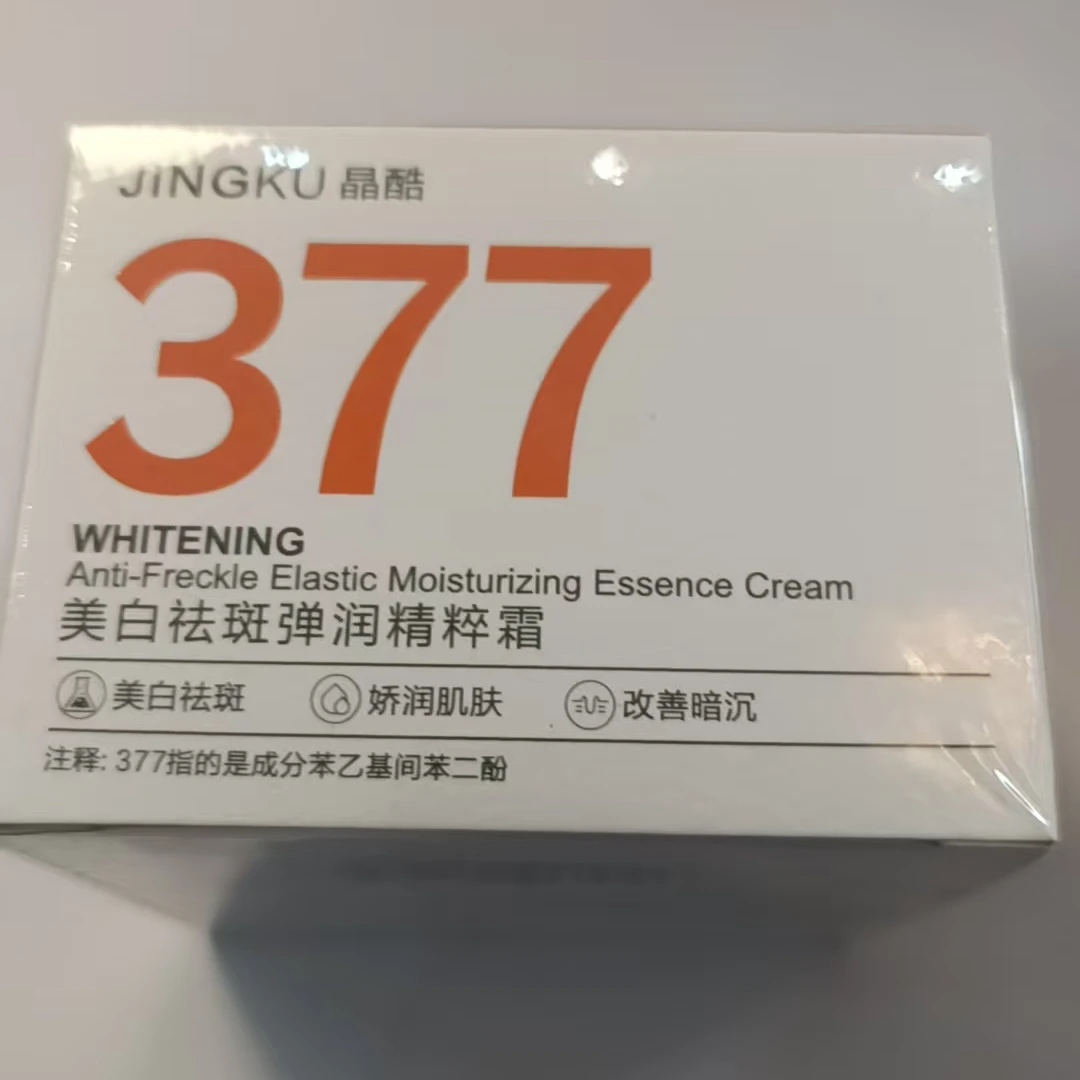 JINGKU 晶酷
377
WHITENING
Anti-Freckle Elastic Moisturizing Essence Cream
美白祛斑弹润精粹霜
美白祛斑 娇润肌肤 改善暗沉
注释: 377指的是成分苯乙基间苯二酚